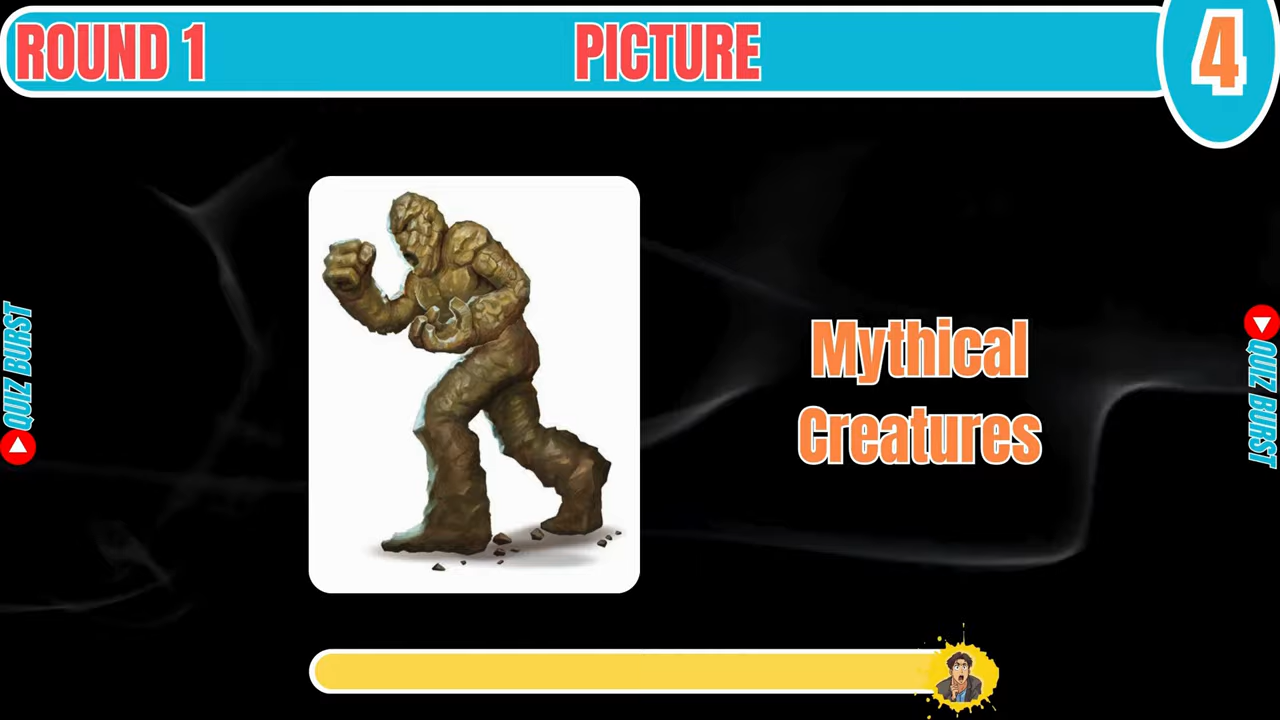 ROUND 1
PICTURE
4
QUIZ BURST
Mythical
Creatures
QUIZ BURST